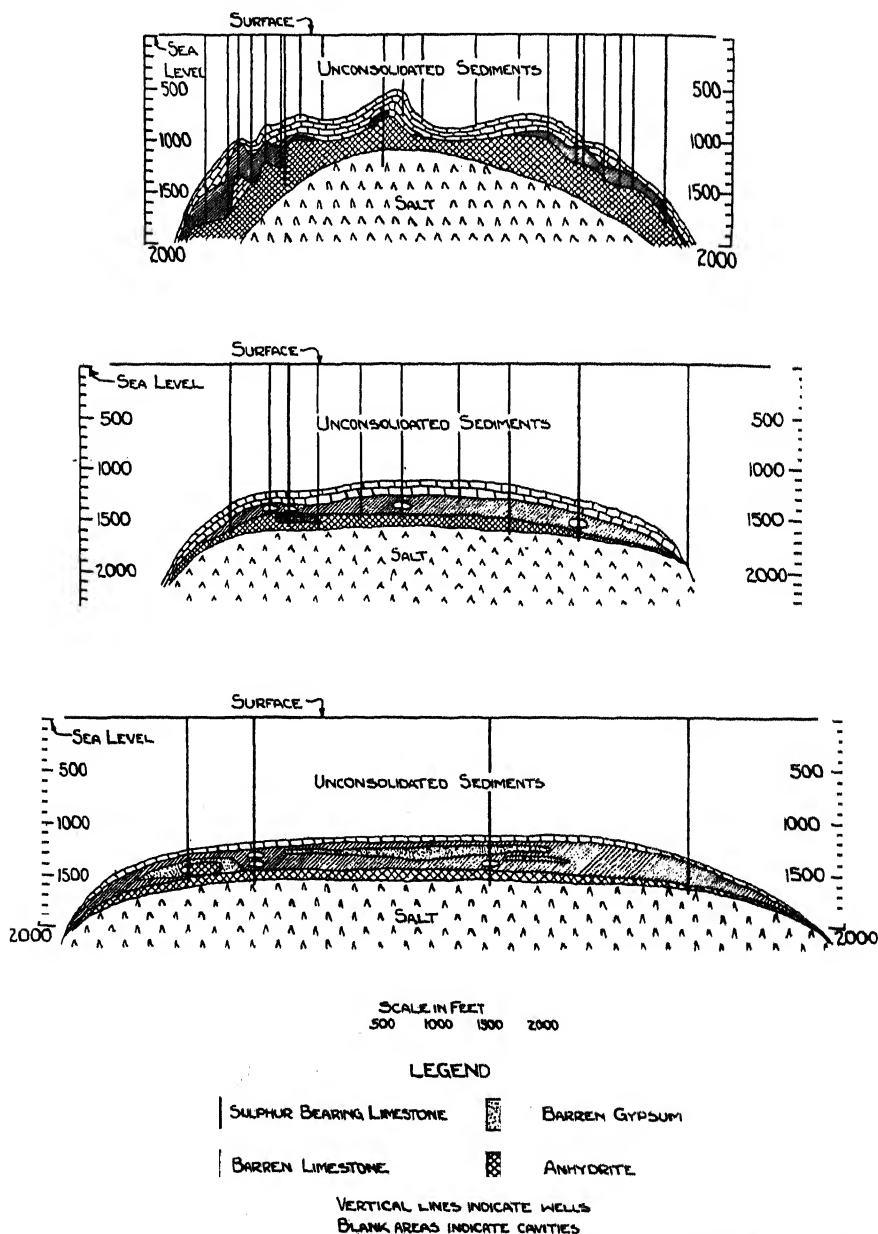 SURFACE
SEA LEVEL
UNCONSOLIDATED SEDIMENTS
500 500
1000 1000
1500 1500
SALT
2000 2000
SURFACE
SEA LEVEL
500 UNCONSOLIDATED SEDIMENTS 500
1000 1000
1500 1500
SALT
2000 2000
SURFACE
SEA LEVEL
500 UNCONSOLIDATED SEDIMENTS 500
1000 1000
1500 1500
SALT
2000 2000
SCALE IN FEET
500 1000 1500 2000
LEGEND
SULPHUR BEARING LIMESTONE BARREN GYPSUM
BARREN LIMESTONE ANHYDRITE
VERTICAL LINES INDICATE WELLS
BLANK AREAS INDICATE CAVITIES